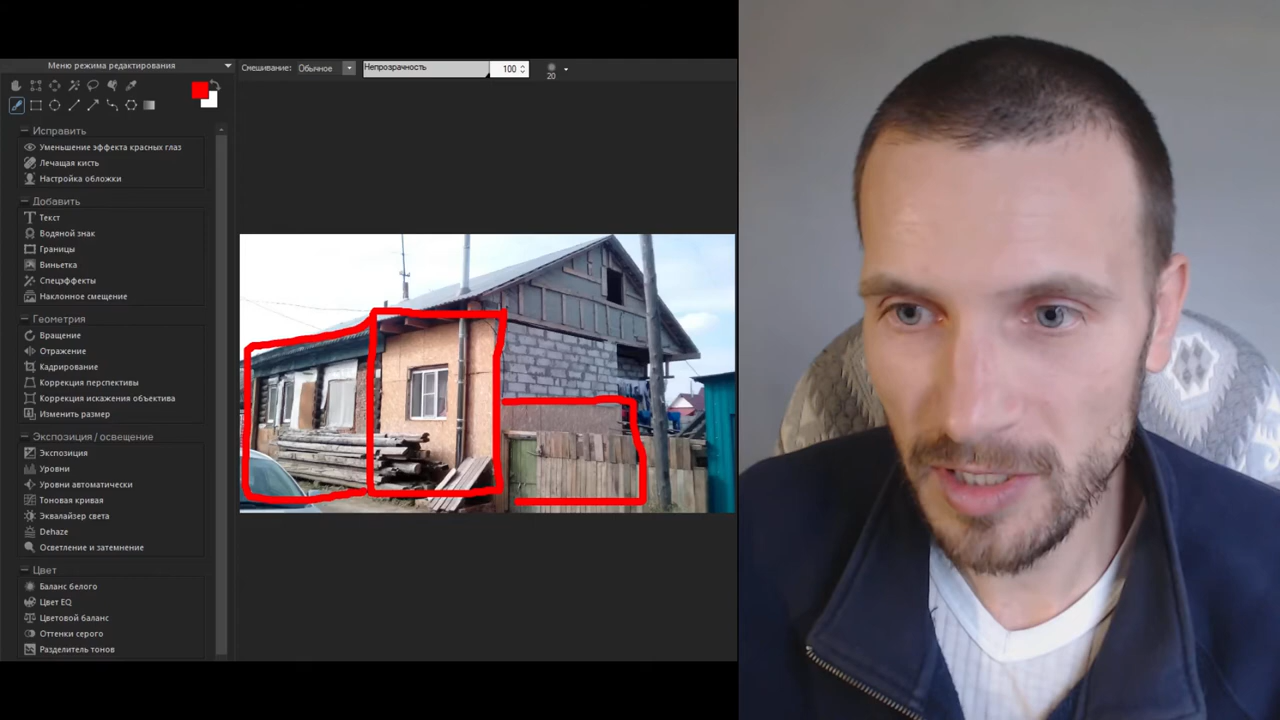 Меню режима редактирования
Смешивание: Обычное Непрозрачность 100 20
Исправить
Уменьшение эффекта красных глаз
Лечащая кисть
Настройка обложки
Добавить
Текст
Водяной знак
Границы
Виньетка
Спецэффекты
Наклонное смещение
Геометрия
Вращение
Отражение
Кадрирование
Коррекция перспективы
Коррекция искажения объектива
Изменить размер
Экспозиция / освещение
Экспозиция
Уровни
Уровни автоматически
Тоновая кривая
Эквалайзер света
Dehaze
Осветление и затемнение
Цвет
Баланс белого
Цвет EQ
Цветовой баланс
Оттенки серого
Разделитель тонов